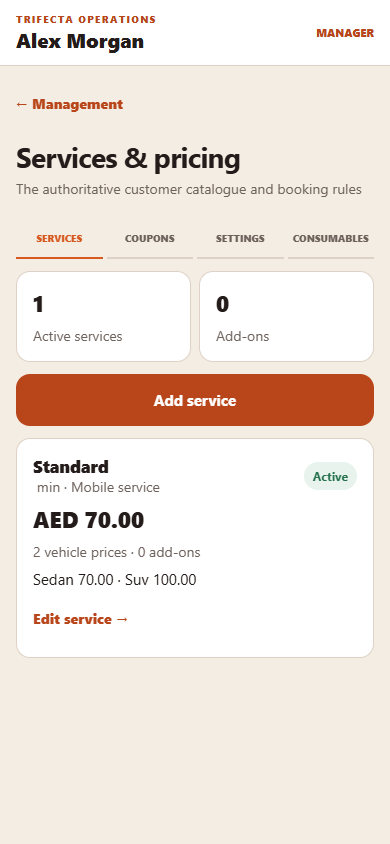 TRIFECTA OPERATIONS
Alex Morgan
MANAGER
← Management
Services & pricing
The authoritative customer catalogue and booking rules
SERVICES
COUPONS
SETTINGS
CONSUMABLES
1
Active services
0
Add-ons
Add service
Standard
min · Mobile service
Active
AED 70.00
2 vehicle prices · 0 add-ons
Sedan 70.00 · Suv 100.00
Edit service →